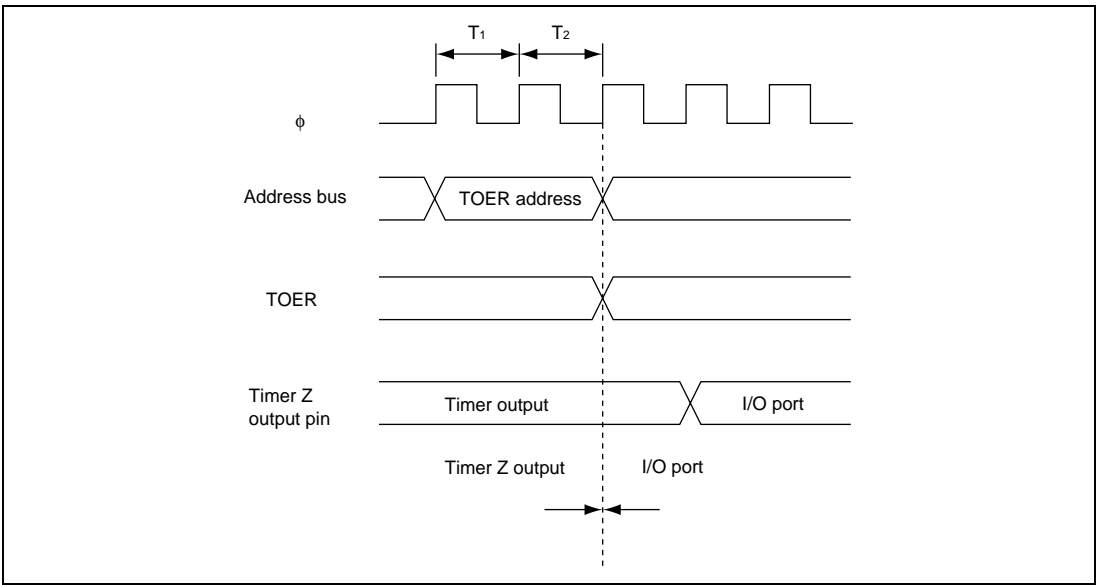 T1 T2
ϕ
Address bus TOER address
TOER
Timer Z
output pin
Timer output I/O port
Timer Z output I/O port